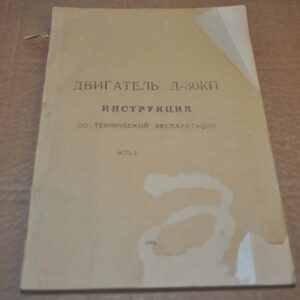 ДВИГАТЕЛЬ Д-30КП
ИНСТРУКЦИЯ
ПО ТЕХНИЧЕСКОЙ ЭКСПЛУАТАЦИИ